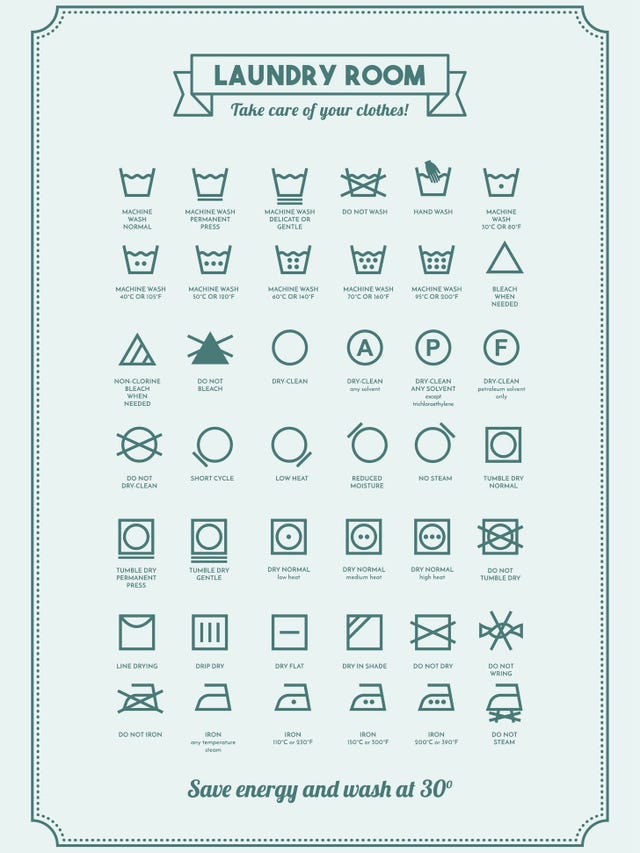 LAUNDRY ROOM
Take care of your clothes!
MACHINE
WASH
NORMAL
MACHINE WASH
PERMANENT
PRESS
MACHINE WASH
DELICATE OR
GENTLE
DO NOT WASH
HAND WASH
MACHINE
WASH
30°C OR 80°F
MACHINE WASH
40°C OR 105°F
MACHINE WASH
50°C OR 120°F
MACHINE WASH
60°C OR 140°F
MACHINE WASH
70°C OR 160°F
MACHINE WASH
95°C OR 200°F
BLEACH
WHEN
NEEDED
NON-CLORINE
BLEACH
WHEN
NEEDED
DO NOT
BLEACH
DRY-CLEAN
A
DRY-CLEAN
any solvent
P
DRY-CLEAN
ANY SOLVENT
except
trichloroethylene
F
DRY-CLEAN
petroleum solvent
only
DO NOT
DRY-CLEAN
SHORT CYCLE
LOW HEAT
REDUCED
MOISTURE
NO STEAM
TUMBLE DRY
NORMAL
TUMBLE DRY
PERMANENT
PRESS
TUMBLE DRY
GENTLE
DRY NORMAL
low heat
DRY NORMAL
medium heat
DRY NORMAL
high heat
DO NOT
TUMBLE DRY
LINE DRYING
DRIP DRY
DRY FLAT
DRY IN SHADE
DO NOT DRY
DO NOT
WRING
DO NOT IRON
IRON
any temperature
steam
IRON
110°C or 230°F
IRON
150°C or 300°F
IRON
200°C or 390°F
DO NOT
STEAM
Save energy and wash at 30º